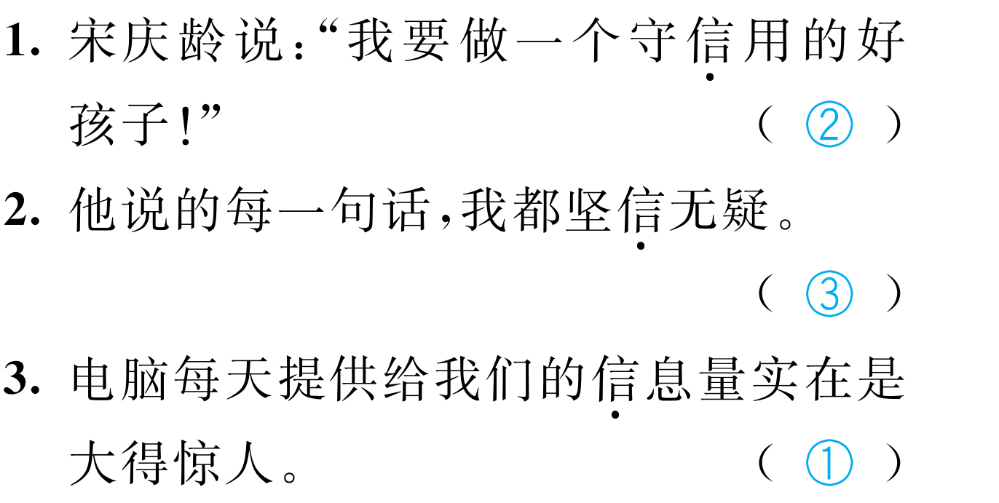 1. 宋庆龄说：“我要做一个守信用的好
孩子！” （ ② ）
2. 他说的每一句话，我都坚信无疑。
（ ③ ）
3. 电脑每天提供给我们的信息量实在是
大得惊人。 （ ① ）